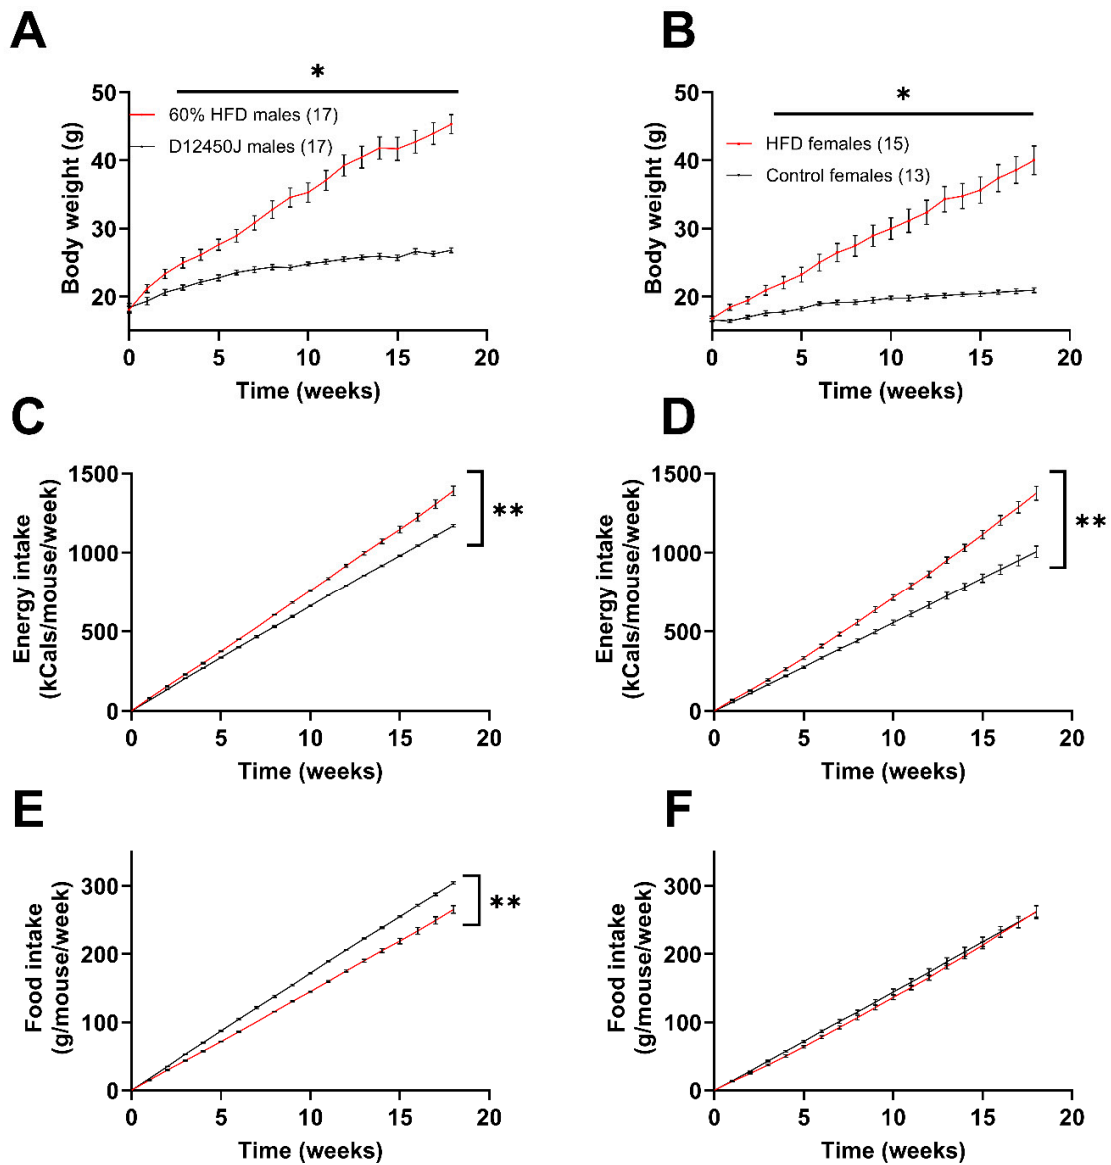 A
*
60% HFD males (17)
D12450J males (17)
50
40
30
20
Body weight (g)
0 5 10 15 20
Time (weeks)
B
*
HFD females (15)
Control females (13)
50
40
30
20
Body weight (g)
0 5 10 15 20
Time (weeks)
C
1500
1000
500
0
Energy intake
(kCals/mouse/week)
**
0 5 10 15 20
Time (weeks)
D
1500
1000
500
0
Energy intake
(kCals/mouse/week)
**
0 5 10 15 20
Time (weeks)
E
300
200
100
0
Food intake
(g/mouse/week)
**
0 5 10 15 20
Time (weeks)
F
300
200
100
0
Food intake
(g/mouse/week)
0 5 10 15 20
Time (weeks)